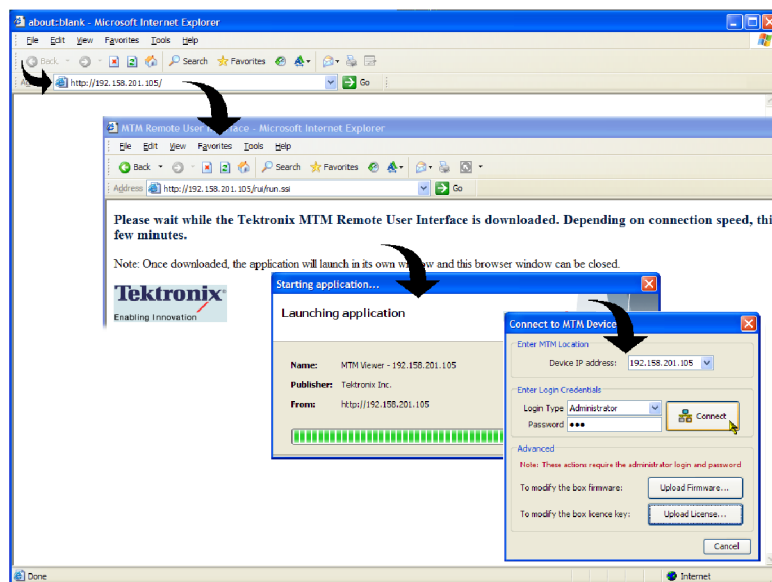 about:blank - Microsoft Internet Explorer
File Edit View Favorites Tools Help
Back Search Favorites
http://192.158.201.105/ Go
MTM Remote User - Microsoft Internet Explorer
File Edit View Favorites Tools Help
Back Search Favorites
Address http://192.158.201.105/rui/run.ssi Go
Please wait while the Tektronix MTM Remote User Interface is downloaded. Depending on connection speed, thi
few minutes.
Note: Once downloaded, the application will launch in its own and this browser window can be closed.
Tektronix
Enabling Innovation
Starting application...
Launching application
Name: MTM Viewer - 192.158.201.105
Publisher: Tektronix Inc.
From: http://192.158.201.105
Connect to MTM Device
Enter MTM Location
Device IP address: 192.158.201.105
Enter Login Credentials
Login Type Administrator
Password •••
Connect
Advanced
Note: These actions require the administrator login and password
To modify the box firmware: Upload Firmware...
To modify the box licence key: Upload License...
Cancel
Done Internet